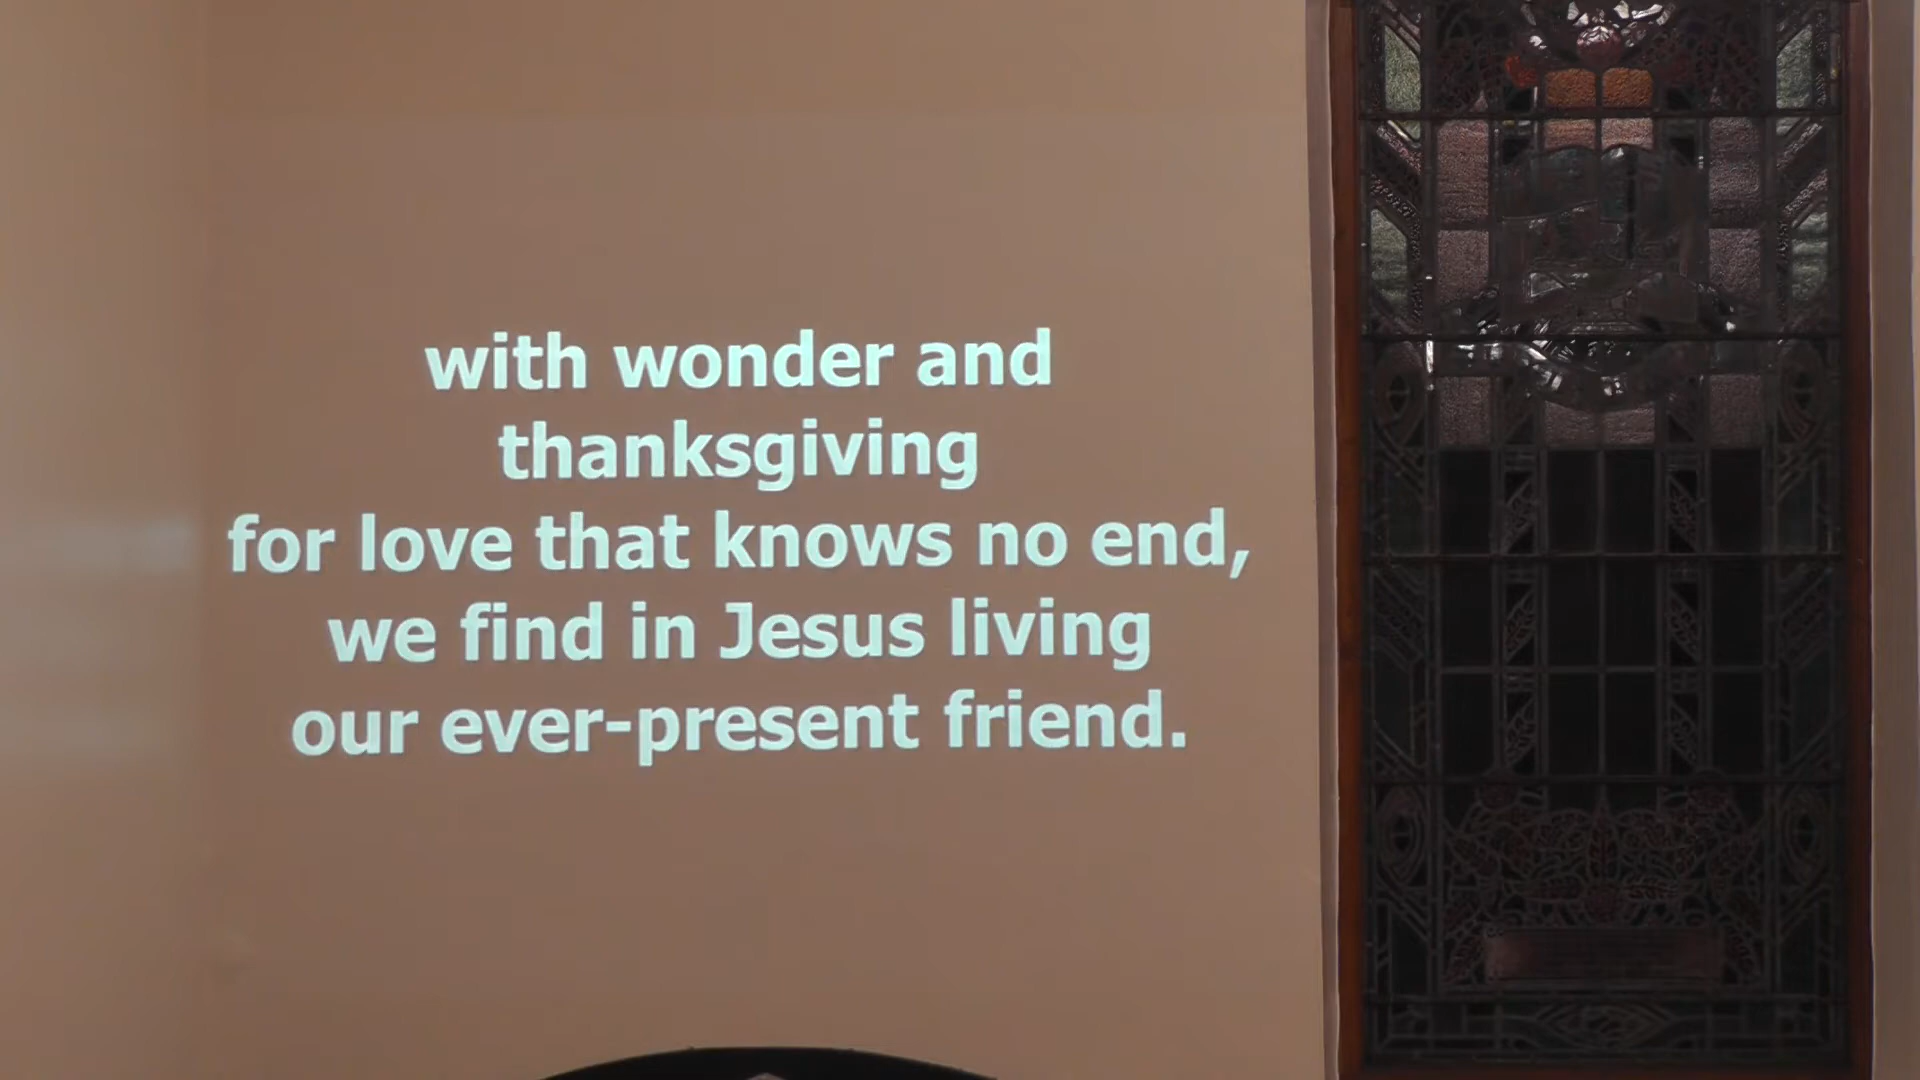 with wonder and
thanksgiving
for love that knows no end,
we find in Jesus living
our ever-present friend.